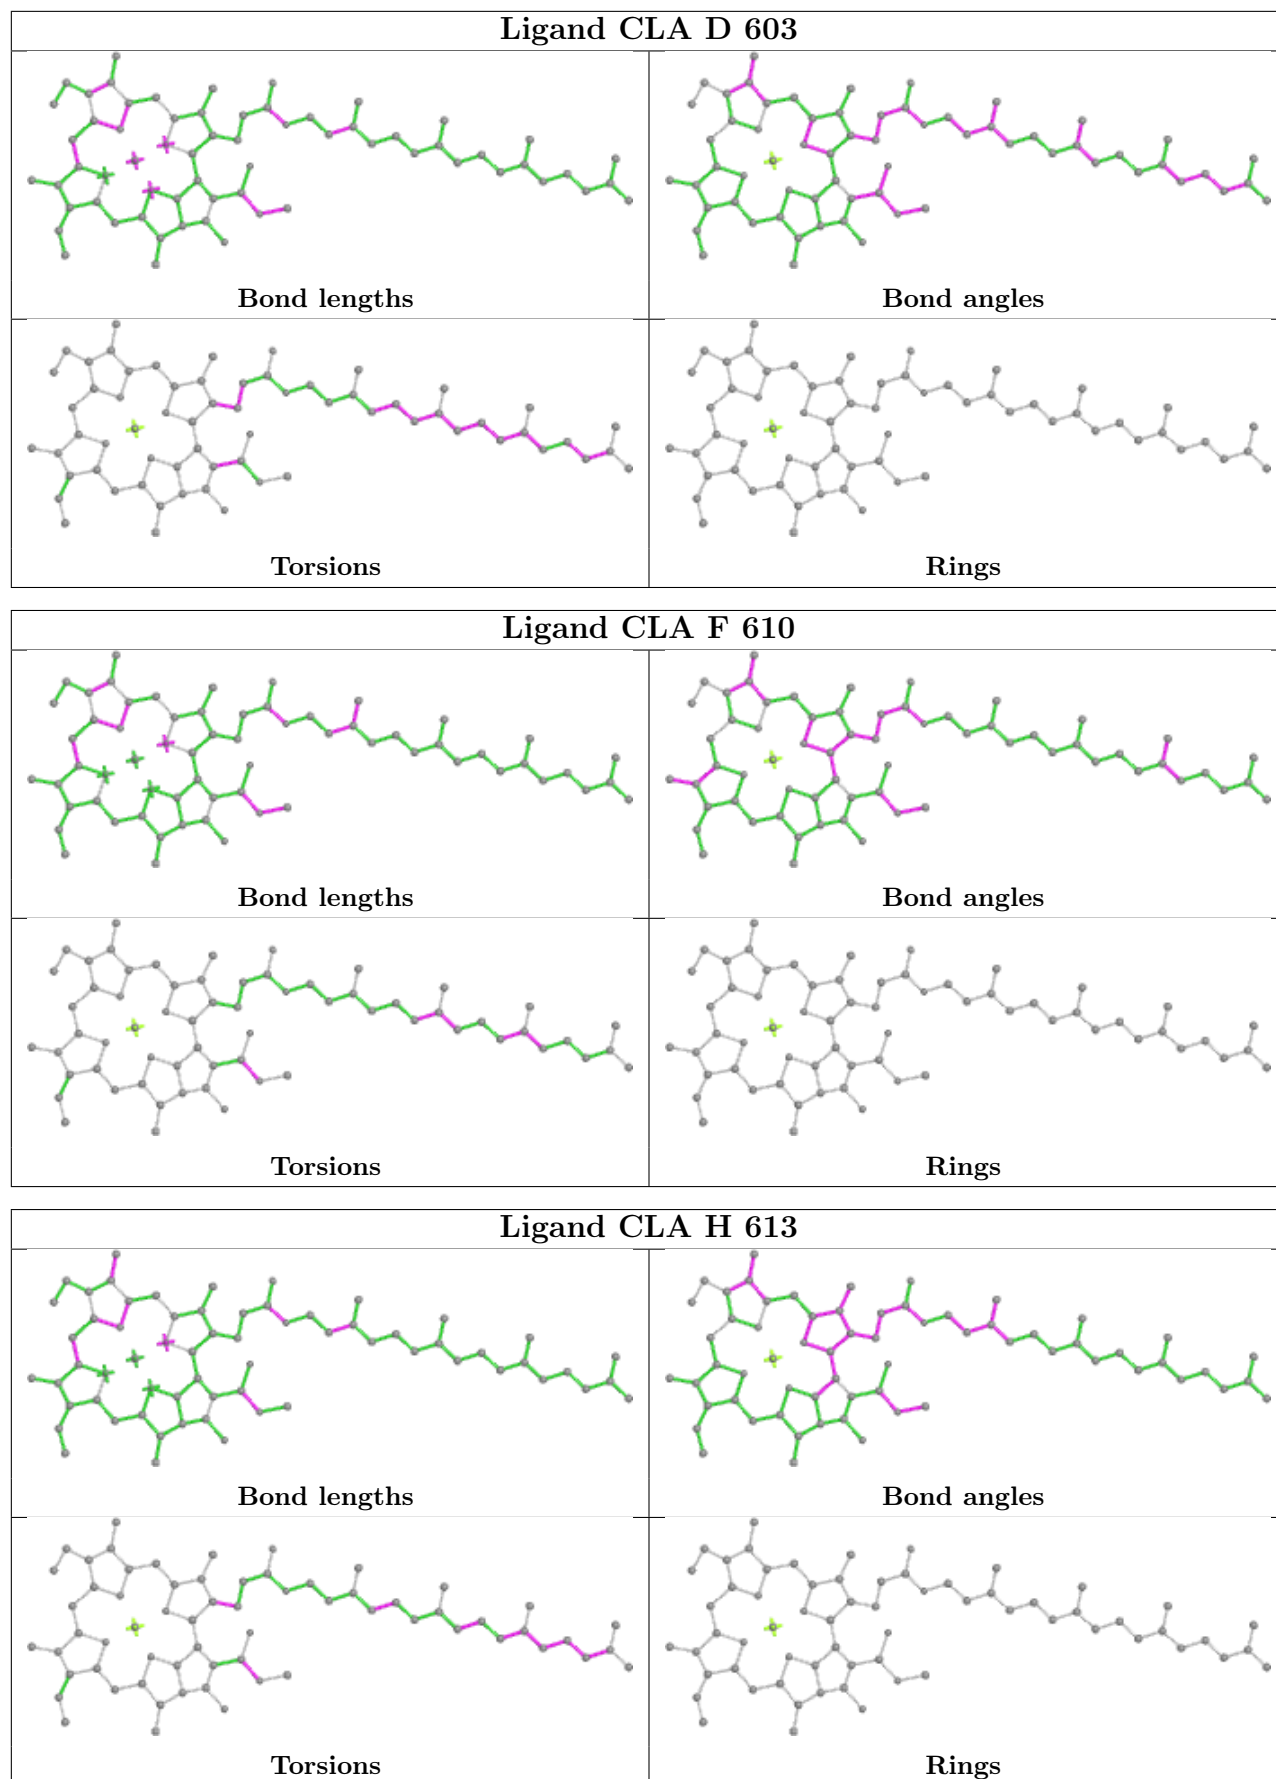 Ligand CLA D 603
Bond lengths
Bond angles
Torsions
Rings
Ligand CLA F 610
Bond lengths
Bond angles
Torsions
Rings
Ligand CLA H 613
Bond lengths
Bond angles
Torsions
Rings